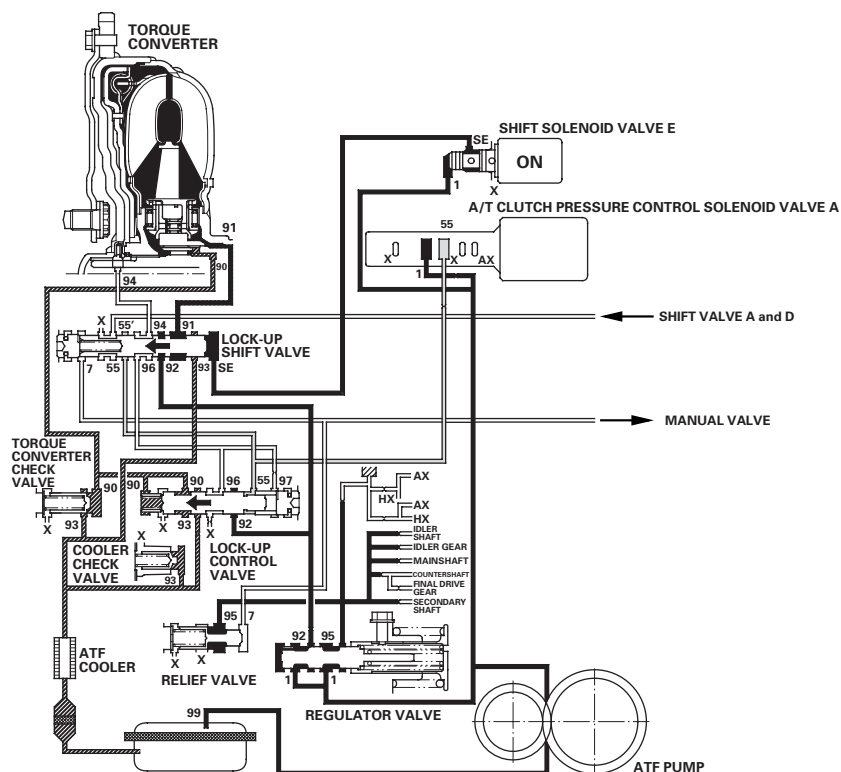 TORQUE
CONVERTER
SHIFT SOLENOID VALVE E
SE
ON
1
X
A/T CLUTCH PRESSURE CONTROL SOLENOID VALVE A
55
X
X
AX
1
91
90
94
SHIFT VALVE A and D
X
55'
94
91
LOCK-UP
SHIFT VALVE
7
55
96
92
93
SE
MANUAL VALVE
TORQUE
CONVERTER
CHECK
VALVE
90
90
90
96
55
97
93
X
X
93
X
92
LOCK-UP
CONTROL
VALVE
AX
HX
AX
HX
IDLER
SHAFT
IDLER GEAR
MAINSHAFT
COUNTERSHAFT
FINAL DRIVE
GEAR
SECONDARY
SHAFT
X
COOLER
CHECK
VALVE
93
95
7
X
X
RELIEF VALVE
92
95
1
1
REGULATOR VALVE
ATF
COOLER
99
ATF PUMP